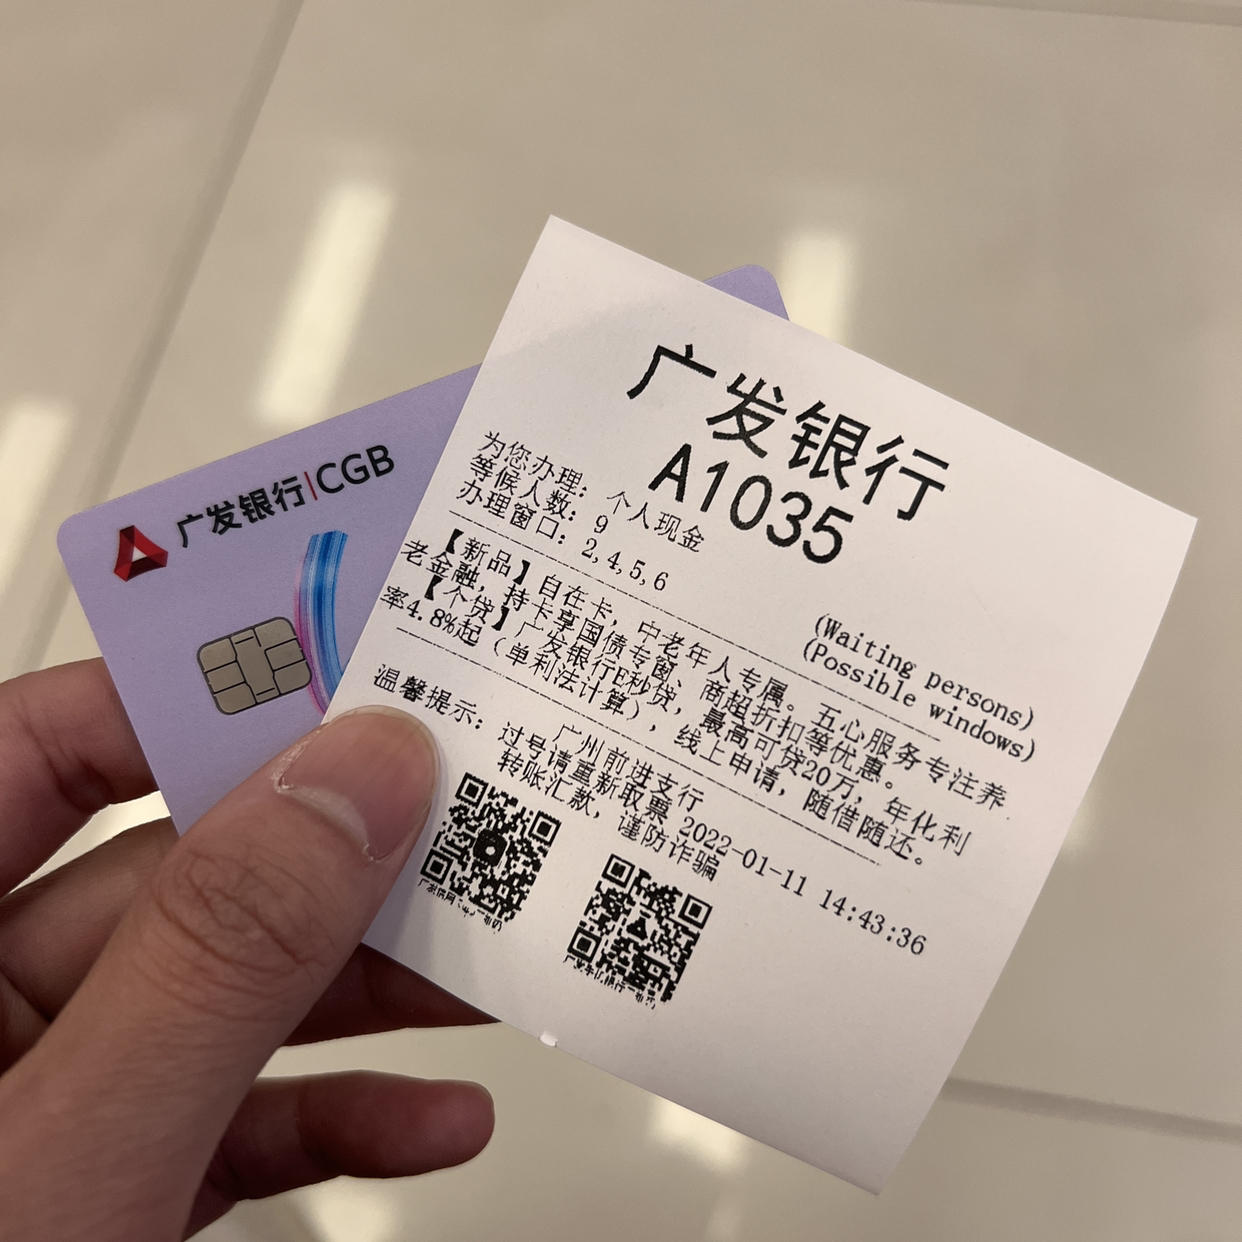 广发银行|CGB
广发银行
A1035
为您办理： 个人现金
等候人数： 9 (Waiting persons)
办理窗口： 2,4,5,6 (Possible windows)
【新品】自在卡，中老年人专属。五心服务专注养
老金融，持卡享国债专窗、商超折扣等优惠。
【个贷】广发银行E秒贷，最高可贷20万，年化利
率4.8%起（单利法计算），线上申请，随借随还。
广州前进支行 2022-01-11 14:43:36
温馨提示： 过号请重新取票
转账汇款，谨防诈骗